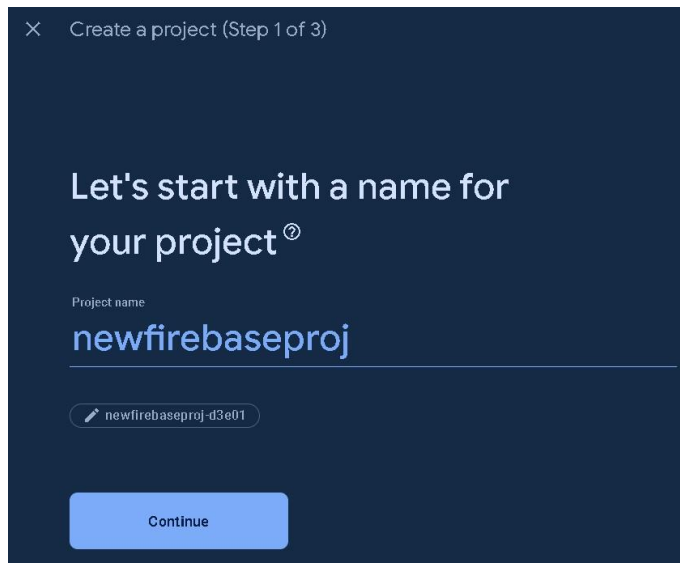 Create a project (Step 1 of 3)
Let's start with a name for
your project
Project name
newfirebaseproj
newfirebaseproj-d3e01
Continue